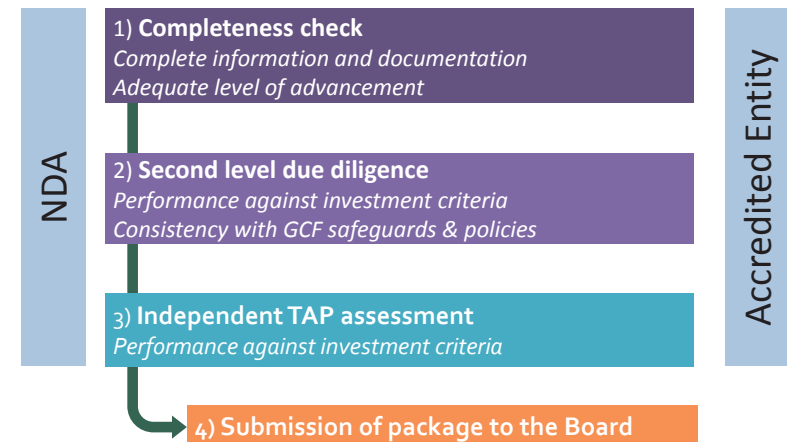 NDA
1) Completeness check
Complete information and documentation
Adequate level of advancement
2) Second level due diligence
Performance against investment criteria
Consistency with GCF safeguards & policies
3) Independent TAP assessment
Performance against investment criteria
4) Submission of package to the Board
Accredited Entity